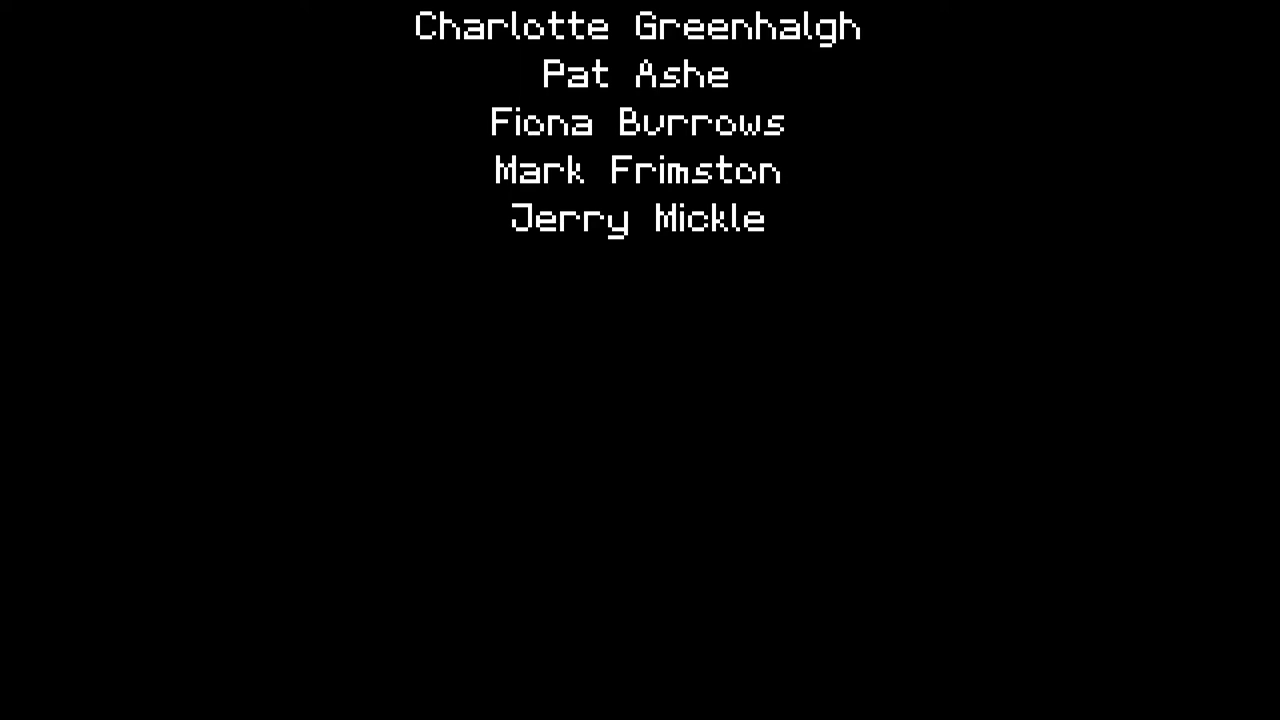 Charlotte Greenhalgh
Pat Ashe
Fiona Burrows
Mark Frimston
Jerry Mickle